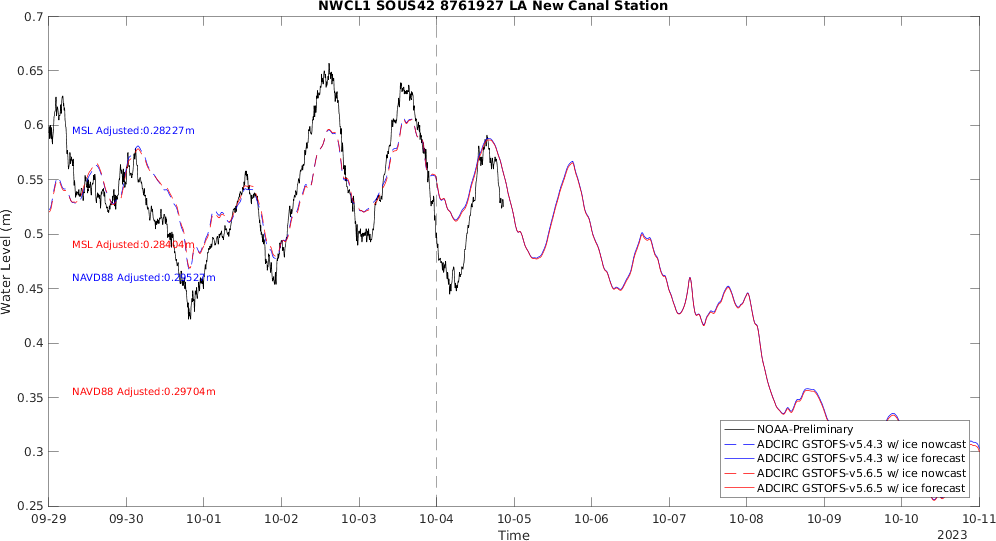 NWCL1 SOUS42 8761927 LA New Canal Station
0.7
0.65
0.6
0.55
0.5
0.45
0.4
0.35
0.3
0.25
Water Level (m)
MSL Adjusted:0.28227m
MSL Adjusted:0.28404m
NAVD88 Adjusted:0.29527m
NAVD88 Adjusted:0.29704m
NOAA-Preliminary
ADCIRC GSTOFS-v5.4.3 w/ ice nowcast
ADCIRC GSTOFS-v5.4.3 w/ ice forecast
ADCIRC GSTOFS-v5.6.5 w/ ice nowcast
ADCIRC GSTOFS-v5.6.5 w/ ice forecast
09-29 09-30 10-01 10-02 10-03 10-04 10-05 10-06 10-07 10-08 10-09 10-10 10-11
Time
2023